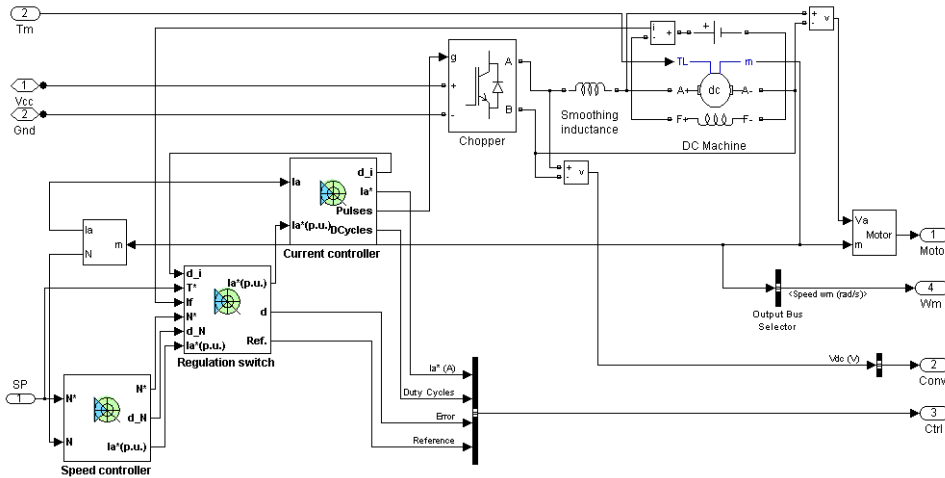 2
Tm
1
Vcc
2
Gnd
g
+
-
A
B
Chopper
Smoothing
inductance
i
+
-
+
-
TL
m
A+
dc
A-
F+
F-
DC Machine
+
-
v
+
-
v
Va
m
Motor
1
Motor
4
Wm
<Speed wm (rad/s)>
Output Bus
Selector
Vdc (V)
2
Conv
3
Ctrl
Ia
N
m
Ia
Ia*(p.u.)
d_i
Ia*
Pulses
DCycles
Current controller
d_i
T*
If
N*
d_N
Ia*(p.u.)
Ia*(p.u.)
d
Ref.
Regulation switch
SP
1
N*
N
N*
d_N
Ia*(p.u.)
Speed controller
Ia* (A)
Duty Cycles
Error
Reference